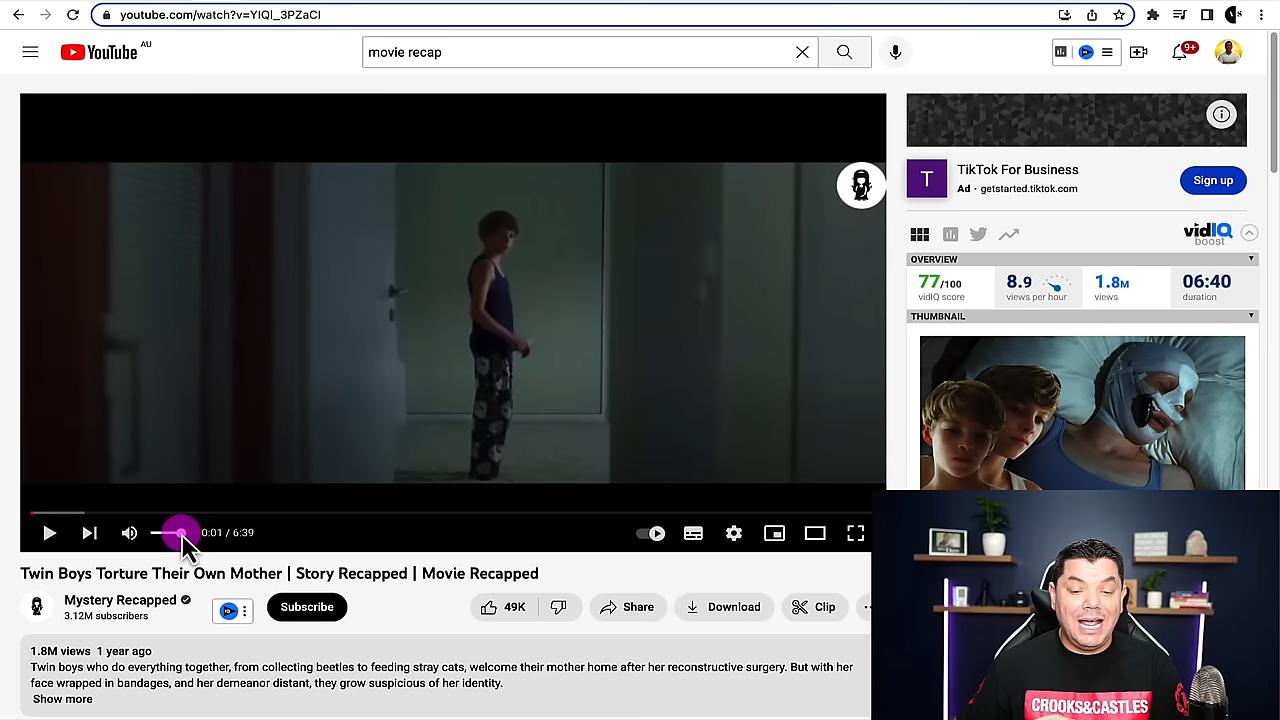 youtube.com/watch?v=YIQl_3PZaCI
YouTube AU
movie recap
9+
TikTok For Business
T
Ad · getstarted.tiktok.com
Sign up
vidIQ
boost
OVERVIEW
77/100
vidIQ score
8.9
views per hour
1.8M
views
06:40
duration
THUMBNAIL
0:01 / 6:39
Twin Boys Torture Their Own Mother | Story Recapped | Movie Recapped
Mystery Recapped
3.12M subscribers
Subscribe
49K
Share
Download
Clip
1.8M views 1 year ago
Twin boys who do everything together, from collecting beetles to feeding stray cats, welcome their mother home after her reconstructive surgery. But with her
face wrapped in bandages, and her demeanor distant, they grow suspicious of her identity.
Show more
CROOKS&CASTLES